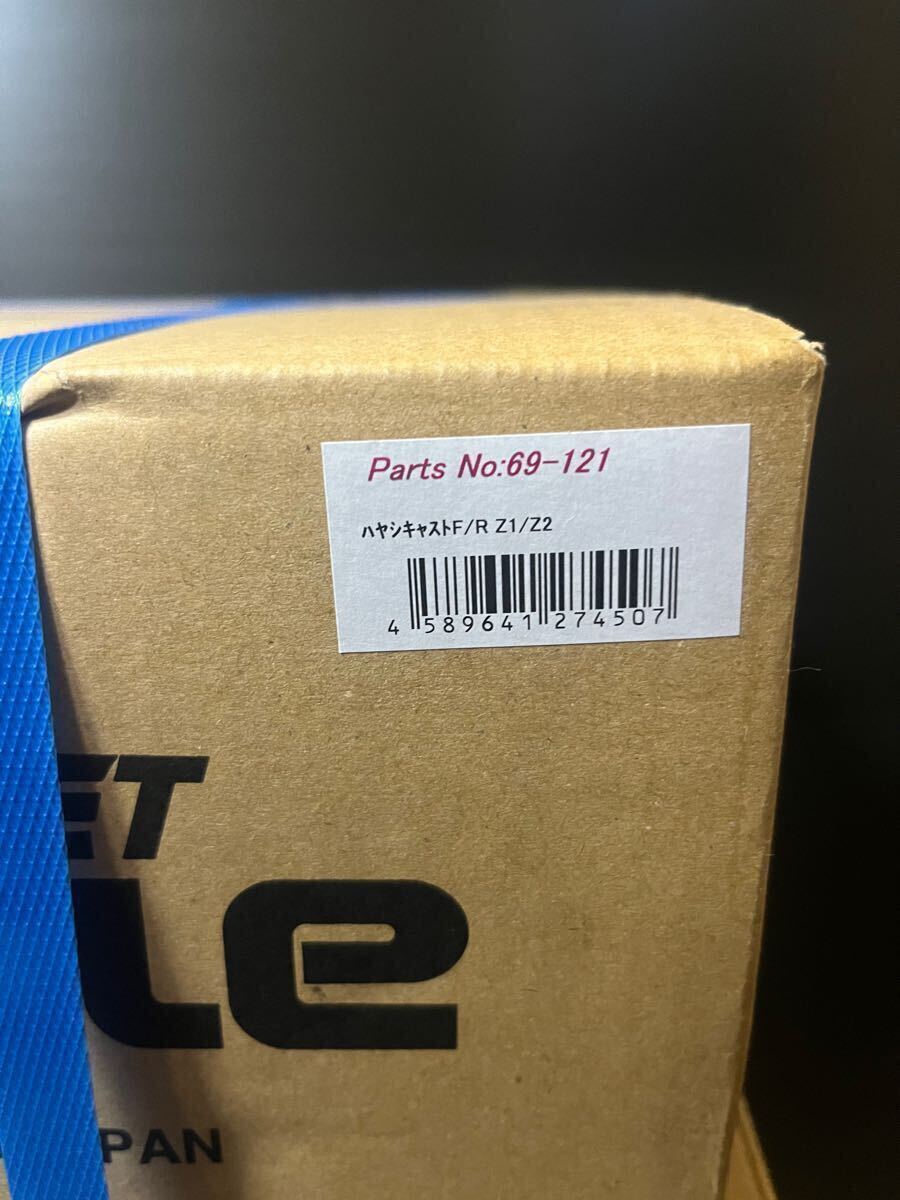 Parts No:69-121
ﾊﾔｼｷｬｽﾄF/R Z1/Z2
4 589641 274507
ET
le
PAN